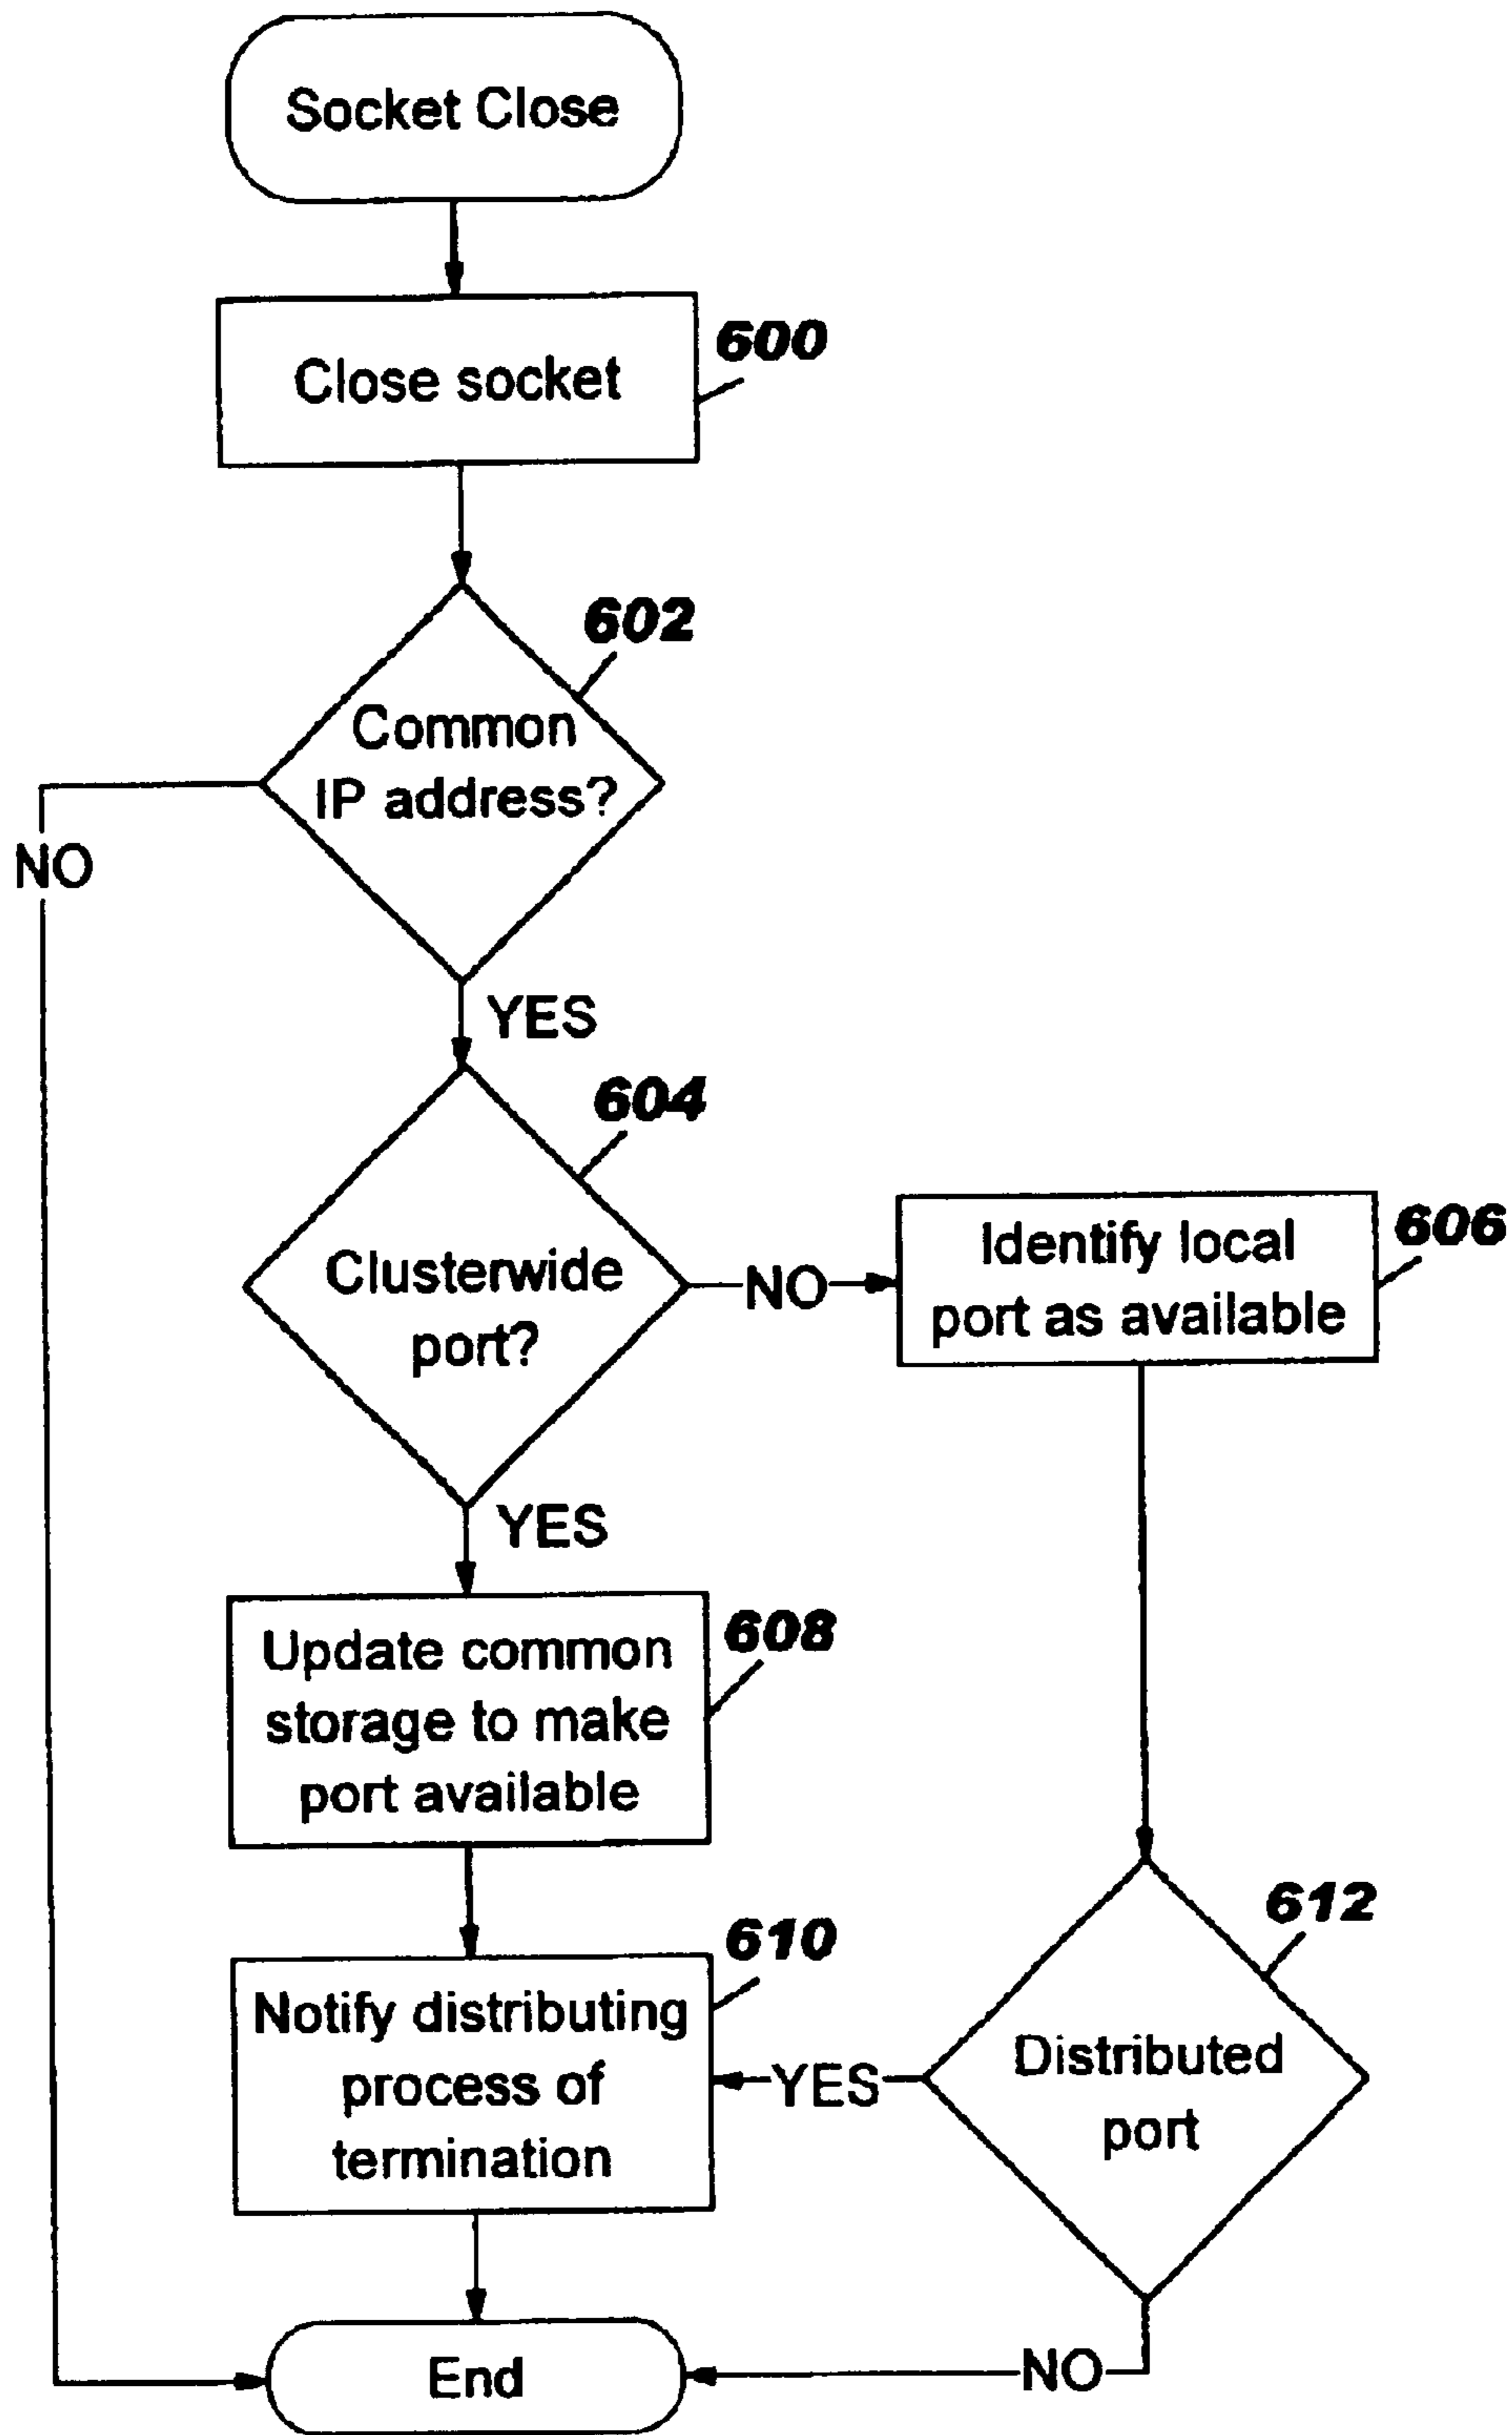 Socket Close
Close socket
600
602
Common
IP address?
NO
YES
604
Clusterwide
port?
NO
Identify local
port as available
606
YES
Update common
storage to make
port available
608
Notify distributing
process of
termination
610
612
Distributed
port
YES
NO
End